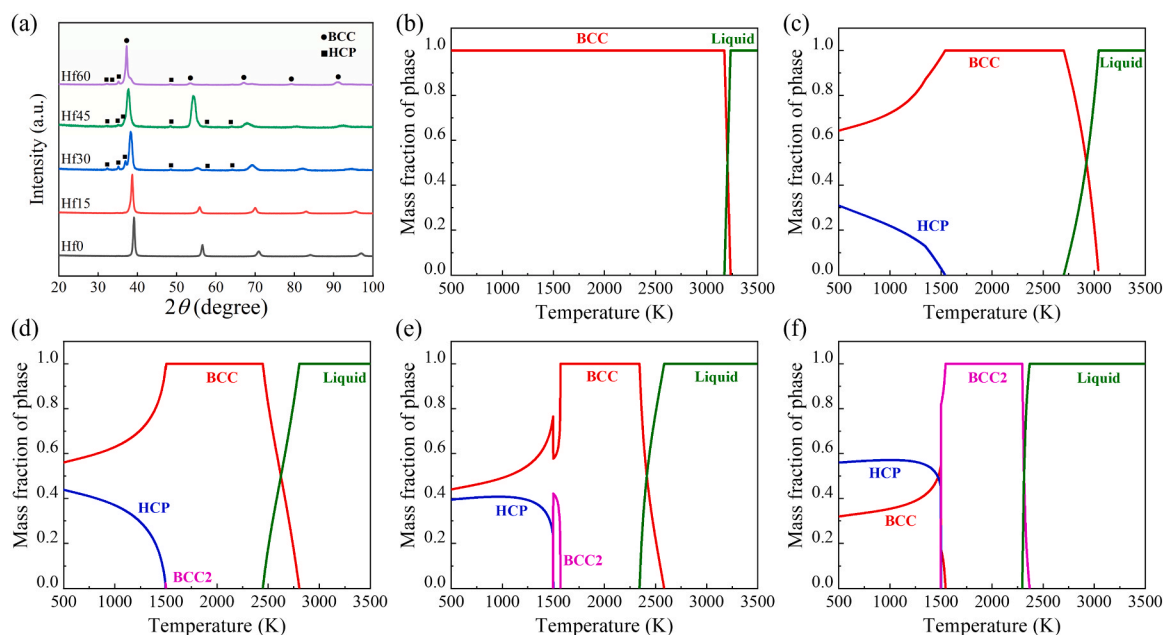 (a)
● BCC
■ HCP
Hf60
Hf45
Hf30
Hf15
Hf0
Intensity (a.u.)
20 30 40 50 60 70 80 90 100
2θ (degree)
(b)
BCC
Liquid
Mass fraction of phase
1.0
0.8
0.6
0.4
0.2
0.0
500 1000 1500 2000 2500 3000 3500
Temperature (K)
(c)
BCC
Liquid
HCP
Mass fraction of phase
1.0
0.8
0.6
0.4
0.2
0.0
500 1000 1500 2000 2500 3000 3500
Temperature (K)
(d)
BCC
Liquid
HCP
BCC2
Mass fraction of phase
1.0
0.8
0.6
0.4
0.2
0.0
500 1000 1500 2000 2500 3000 3500
Temperature (K)
(e)
BCC
Liquid
HCP
BCC2
Mass fraction of phase
1.0
0.8
0.6
0.4
0.2
0.0
500 1000 1500 2000 2500 3000 3500
Temperature (K)
(f)
BCC2
Liquid
HCP
BCC
Mass fraction of phase
1.0
0.8
0.6
0.4
0.2
0.0
500 1000 1500 2000 2500 3000 3500
Temperature (K)